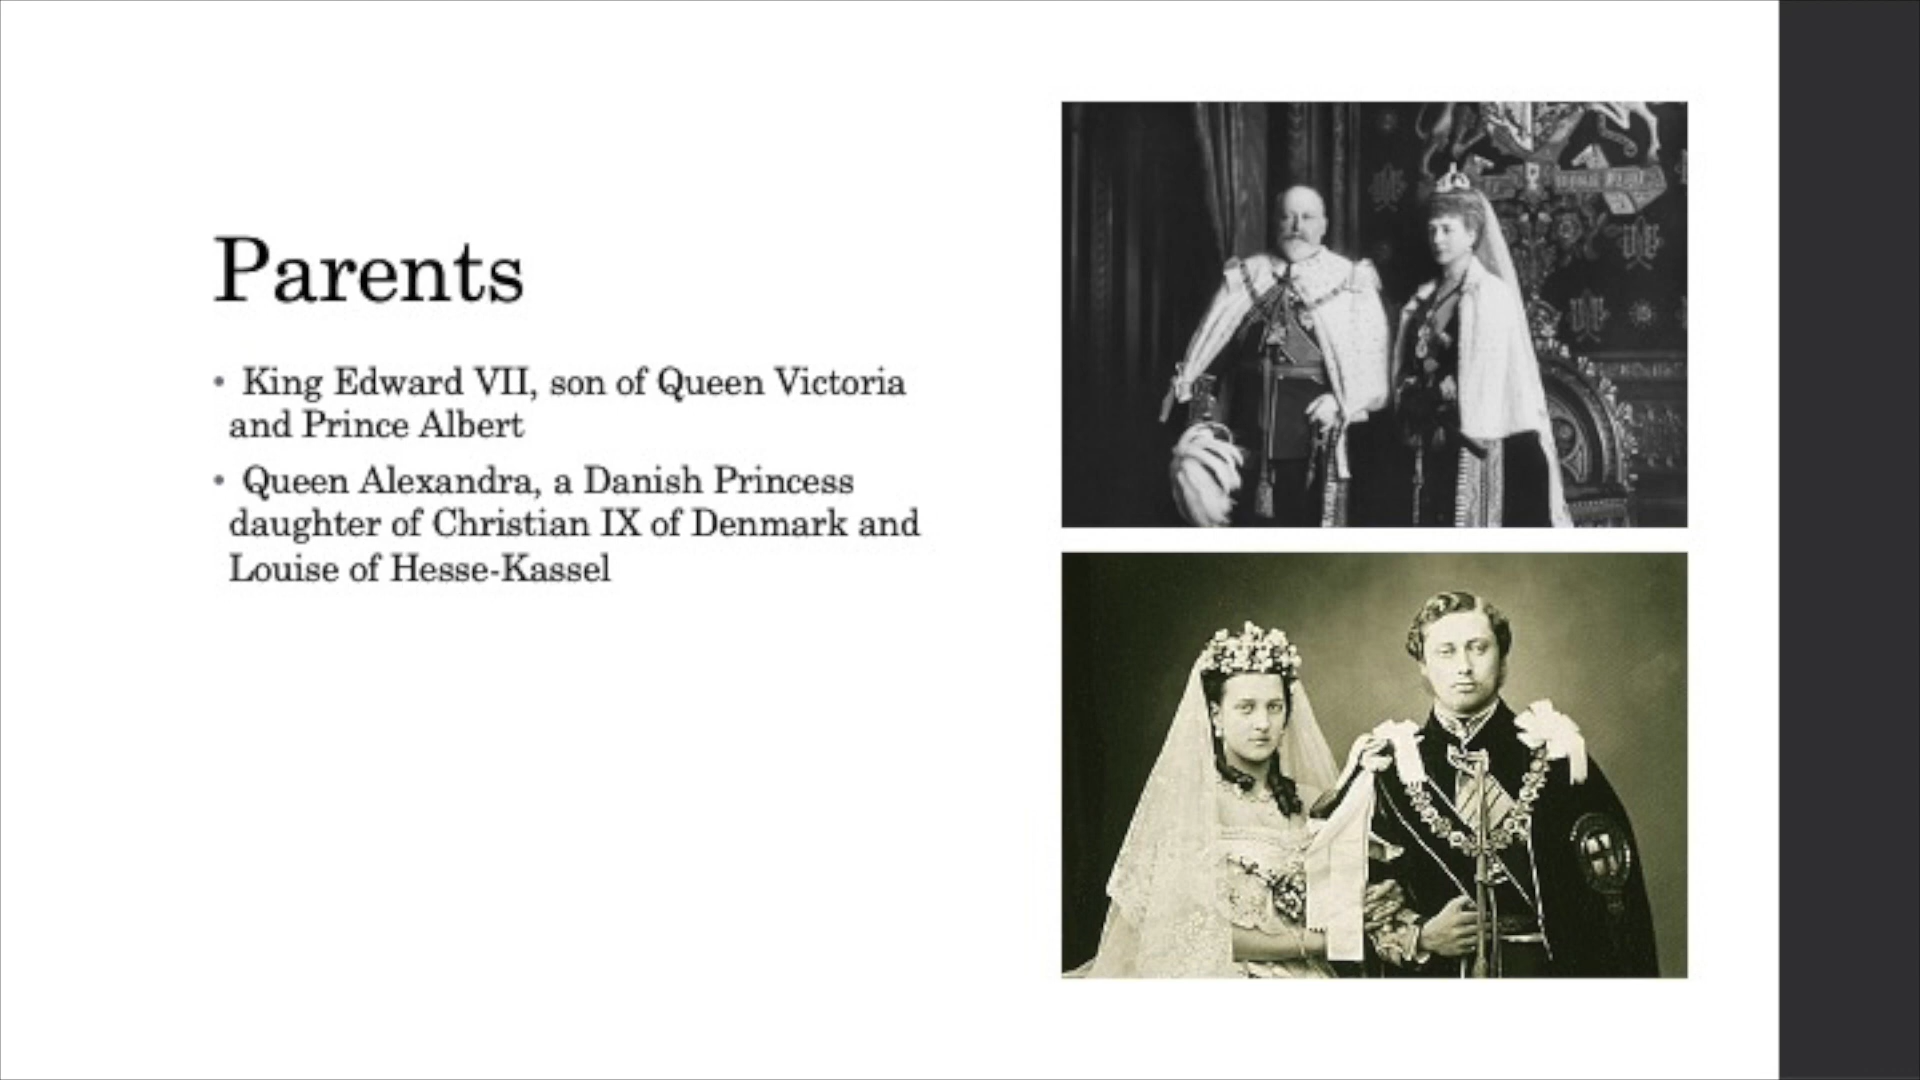 Parents
• King Edward VII, son of Queen Victoria
and Prince Albert
• Queen Alexandra, a Danish Princess
daughter of Christian IX of Denmark and
Louise of Hesse-Kassel